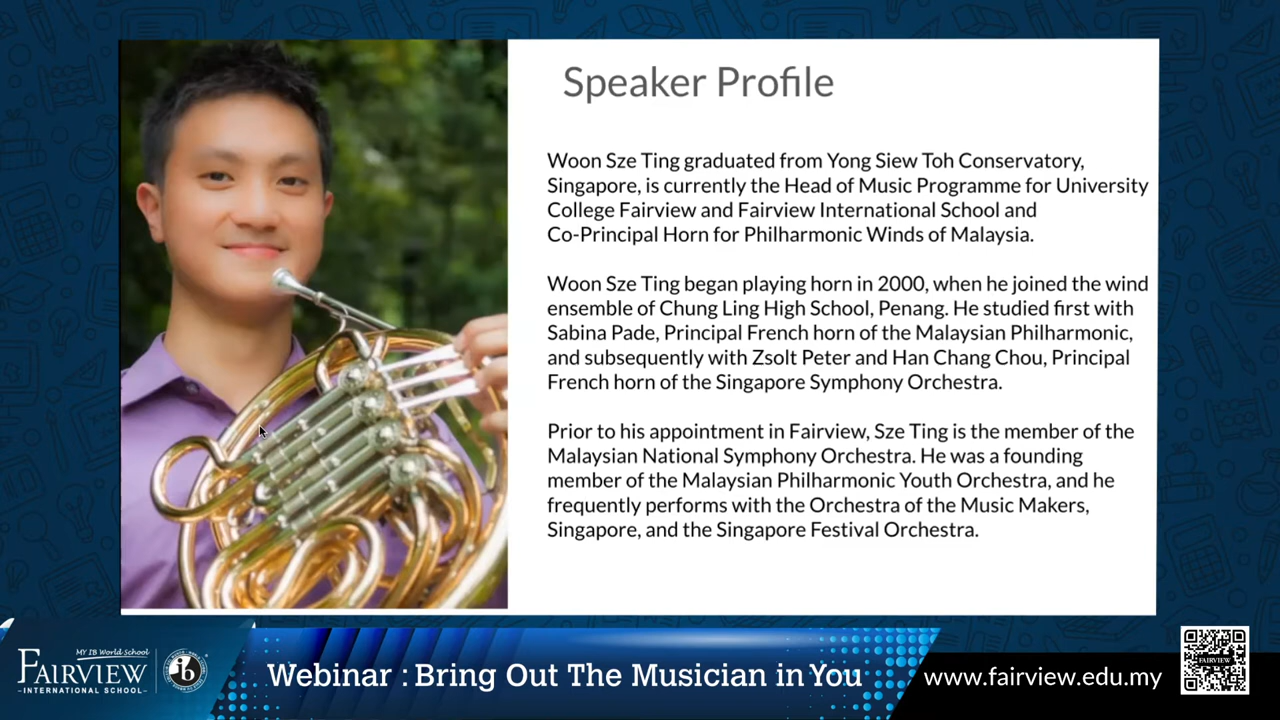 Speaker Profile
Woon Sze Ting graduated from Yong Siew Toh Conservatory,
Singapore, is currently the Head of Music Programme for University
College Fairview and Fairview International School and
Co-Principal Horn for Philharmonic Winds of Malaysia.
Woon Sze Ting began playing horn in 2000, when he joined the wind
ensemble of Chung Ling High School, Penang. He studied first with
Sabina Pade, Principal French horn of the Malaysian Philharmonic,
and subsequently with Zsolt Peter and Han Chang Chou, Principal
French horn of the Singapore Symphony Orchestra.
Prior to his appointment in Fairview, Sze Ting is the member of the
Malaysian National Symphony Orchestra. He was a founding
member of the Malaysian Philharmonic Youth Orchestra, and he
frequently performs with the Orchestra of the Music Makers,
Singapore, and the Singapore Festival Orchestra.
MY IB World School
FAIRVIEW
INTERNATIONAL SCHOOL
Webinar : Bring Out The Musician in You
www.fairview.edu.my
FAIRVIEW